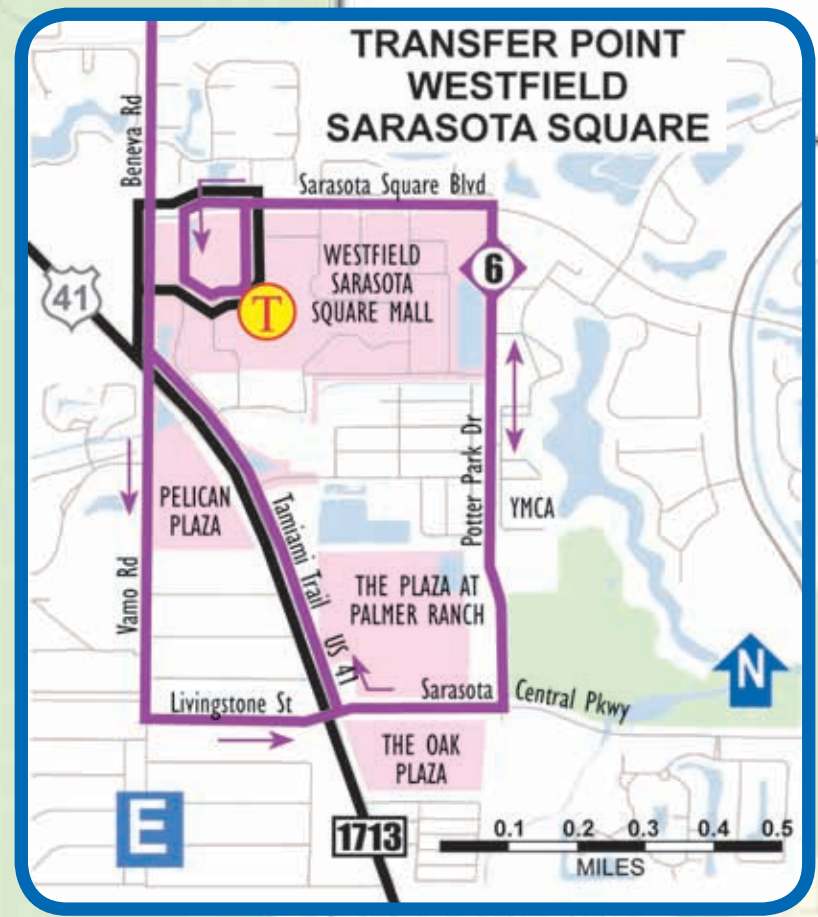 TRANSFER POINT
WESTFIELD
SARASOTA SQUARE
Beneva Rd
Sarasota Square Blvd
41
WESTFIELD
SARASOTA
SQUARE MALL
6
T
Potter Park Dr
YMCA
PELICAN
PLAZA
Tamiami Trail US 41
Vamo Rd
THE PLAZA AT
PALMER RANCH
N
Livingstone St
Sarasota Central Pkwy
THE OAK
PLAZA
E
1713
0.1 0.2 0.3 0.4 0.5
MILES